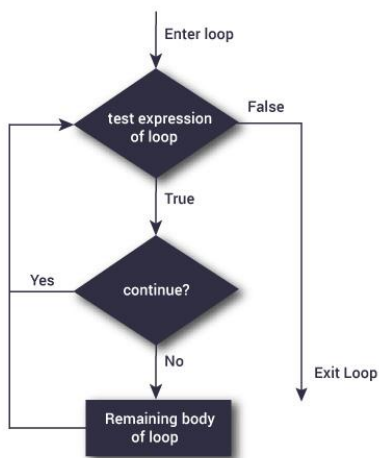 Enter loop
test expression
of loop
False
True
Yes
continue?
No
Exit Loop
Remaining body
of loop